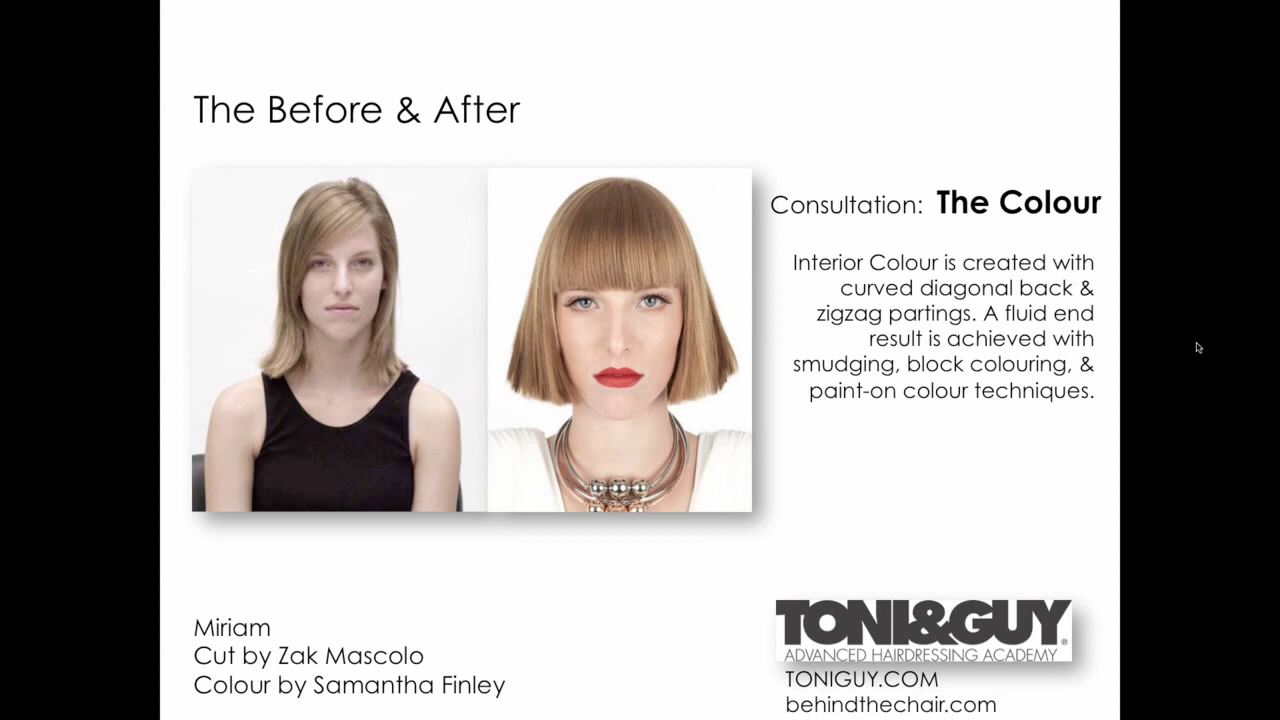 The Before & After
Consultation: The Colour
Interior Colour is created with
curved diagonal back &
zigzag partings. A fluid end
result is achieved with
smudging, block colouring, &
paint-on colour techniques.
Miriam
Cut by Zak Mascolo
Colour by Samantha Finley
TONI&GUY®
ADVANCED HAIRDRESSING ACADEMY
TONIGUY.COM
behindthechair.com